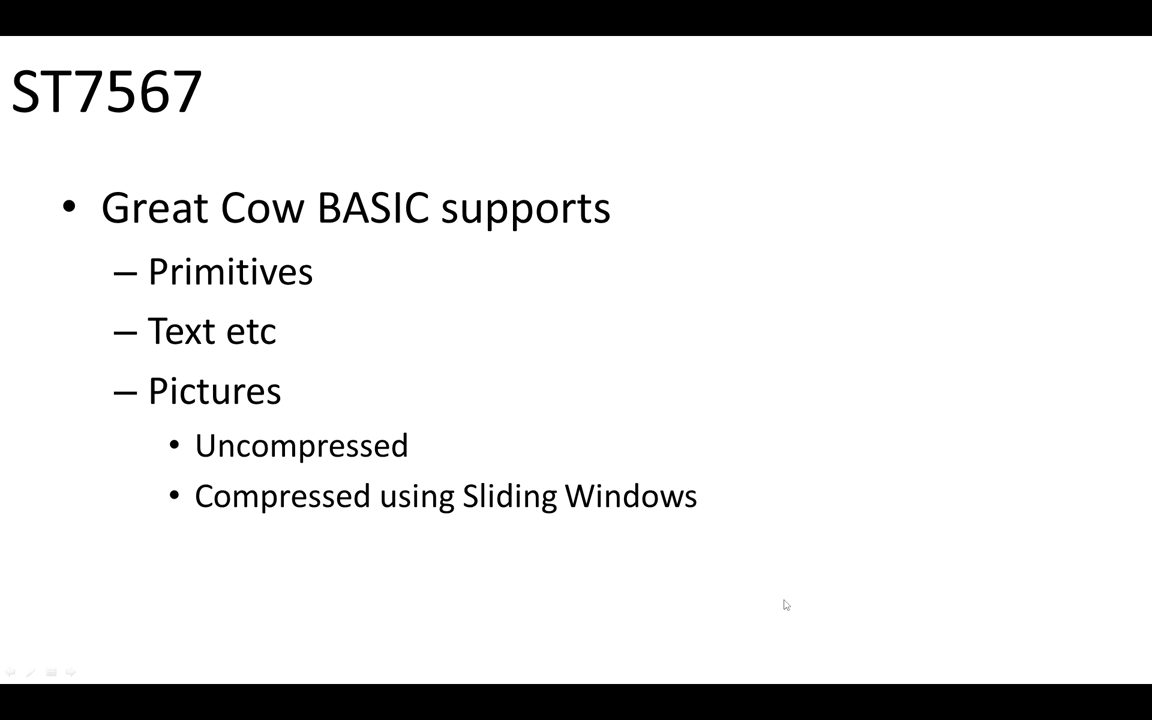 ST7567
• Great Cow BASIC supports
– Primitives
– Text etc
– Pictures
• Uncompressed
• Compressed using Sliding Windows